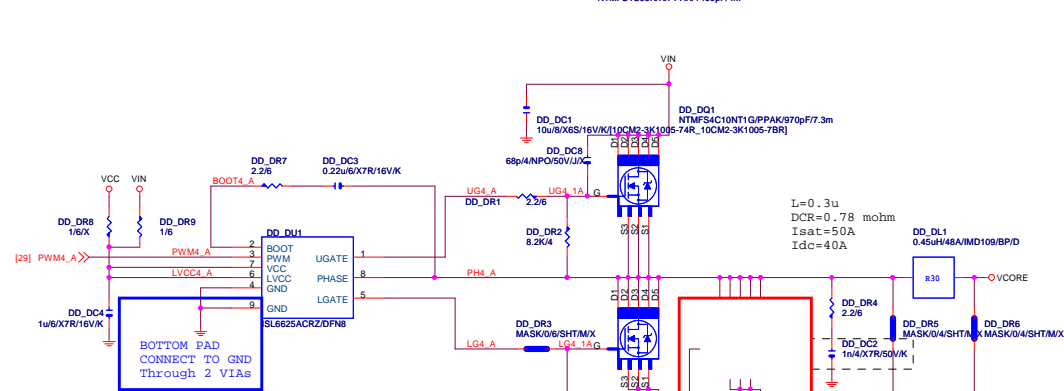 VIN
DD_DQ1
NTMFS4C10NT1G/PPAK/970pF/7.3m
DD_DC1
10u/8/X6S/16V/K/[10CM2-3K1005-74R_10CM2-3K1005-7BR]
D1 D2 D3 D4 D5
DD_DC8
68p/4/NPO/50V/J/X
DD_DR7
2.2/6
DD_DC3
0.22u/6/X7R/16V/K
VCC
VIN
BOOT4_A
UG4_A
UG4_1A
G
DD_DR1
2.2/6
L=0.3u
DCR=0.78 mohm
Isat=50A
Idc=40A
DD_DR8
1/6/X
DD_DR9
1/6
S3 S2 S1
DD_DU1
DD_DR2
8.2K/4
DD_DL1
0.45uH/48A/IMD109/BP/D
[29] PWM4_A
PWM4_A
2 BOOT
3 PWM
7 VCC
6 LVCC
4 GND
9 GND
UGATE 1
PHASE 8
LGATE 5
LVCC4_A
PH4_A
R30
VCORE
D1 D2 D3 D4 D5
DD_DC4
1u/6/X7R/16V/K
ISL6625ACRZ/DFN8
DD_DR4
2.2/6
DD_DR3
MASK/0/6/SHT/M/X
DD_DR5
MASK/0/4/SHT/M/X
DD_DR6
MASK/0/4/SHT/M/X
LG4_A
LG4_1A
G
DD_DC2
1n/4/X7R/50V/K
BOTTOM PAD
CONNECT TO GND
Through 2 VIAs
S3 S2 S1